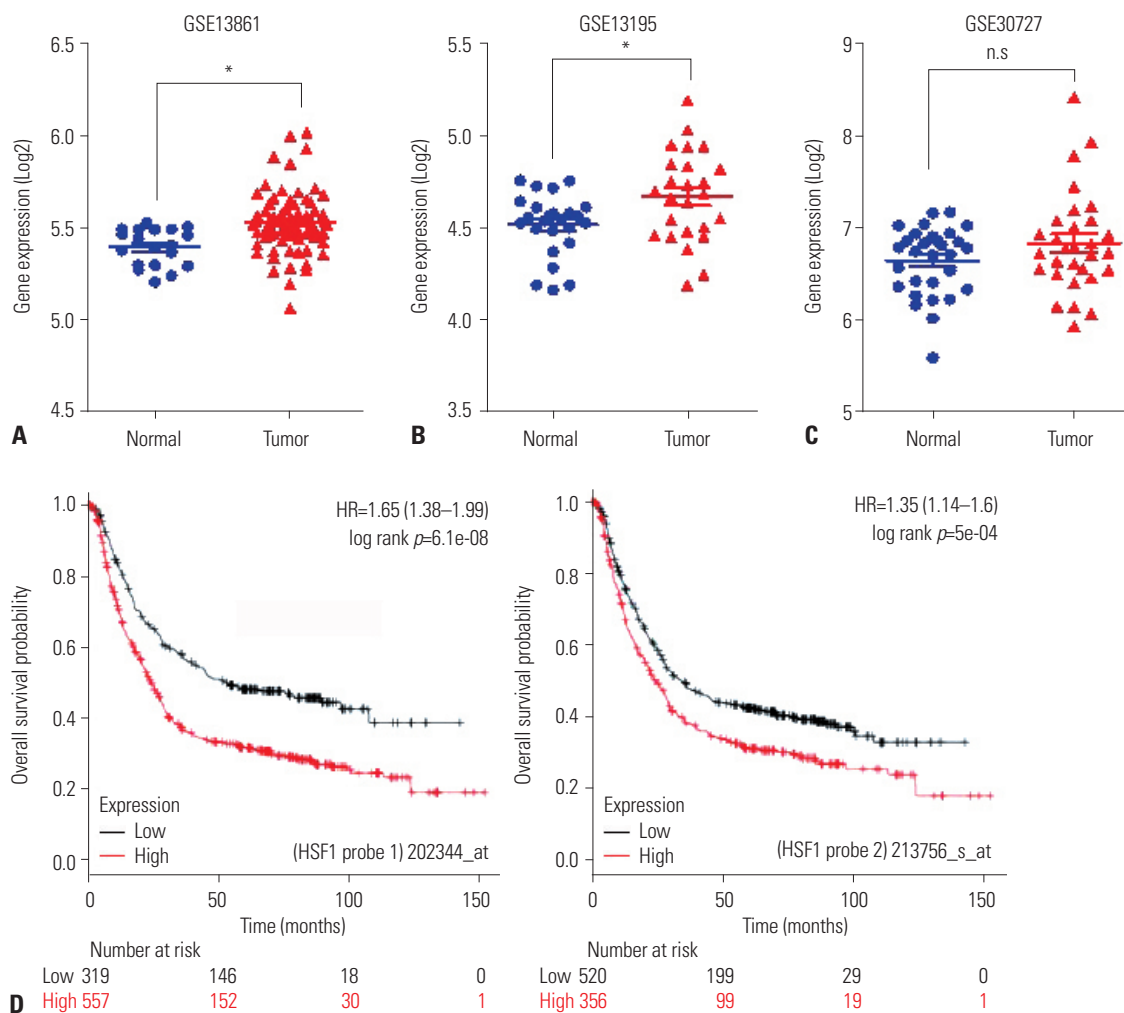 GSE13861
6.5
6.0
5.5
5.0
4.5
Gene expression (Log2)
*
Normal
Tumor
A
GSE13195
5.5
5.0
4.5
4.0
3.5
Gene expression (Log2)
*
Normal
Tumor
B
GSE30727
9
8
7
6
5
Gene expression (Log2)
n.s
Normal
Tumor
C
1.0
0.8
0.6
0.4
0.2
0.0
Overall survival probability
HR=1.65 (1.38–1.99)
log rank p=6.1e-08
Expression
Low
High
(HSF1 probe 1) 202344_at
0 50 100 150
Time (months)
Number at risk
Low 319 146 18 0
High 557 152 30 1
1.0
0.8
0.6
0.4
0.2
0.0
Overall survival probability
HR=1.35 (1.14–1.6)
log rank p=5e-04
Expression
Low
High
(HSF1 probe 2) 213756_s_at
0 50 100 150
Time (months)
Number at risk
Low 520 199 29 0
High 356 99 19 1
D